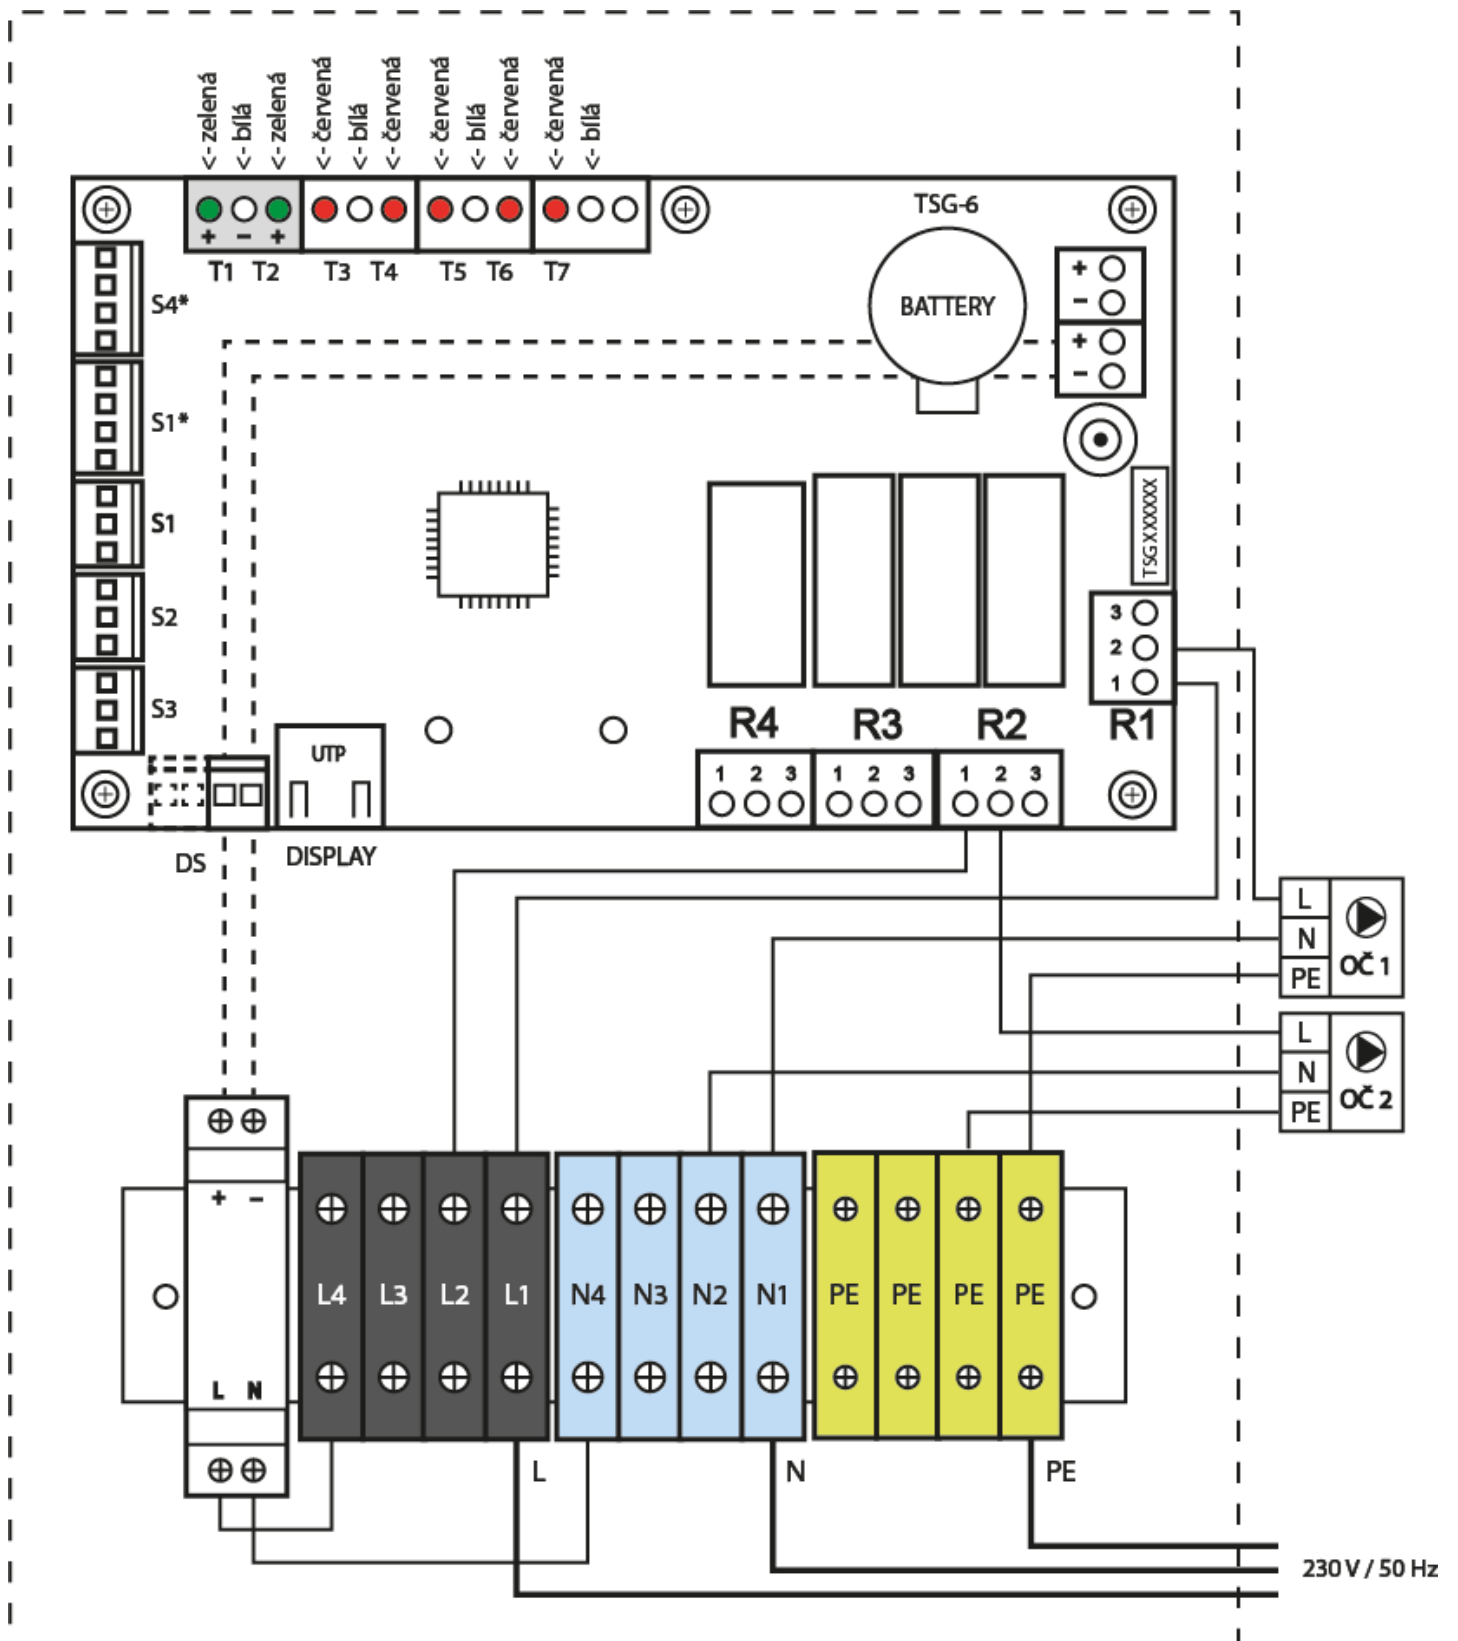 <- zelená
<- bílá
<- zelená
<- červená
<- bílá
<- červená
<- červená
<- bílá
<- červená
<- červená
<- bílá
TSG-6
+ − +
T1 T2 T3 T4 T5 T6 T7
S4*
S1*
S1
S2
S3
BATTERY
+
−
+
−
TSG XXXXXX
3
2
1
R4 R3 R2 R1
1 2 3 1 2 3 1 2 3
UTP
DS
DISPLAY
L
N
PE
OČ 1
L
N
PE
OČ 2
+ −
L4 L3 L2 L1 N4 N3 N2 N1 PE PE PE PE
L N
L N PE
230 V / 50 Hz